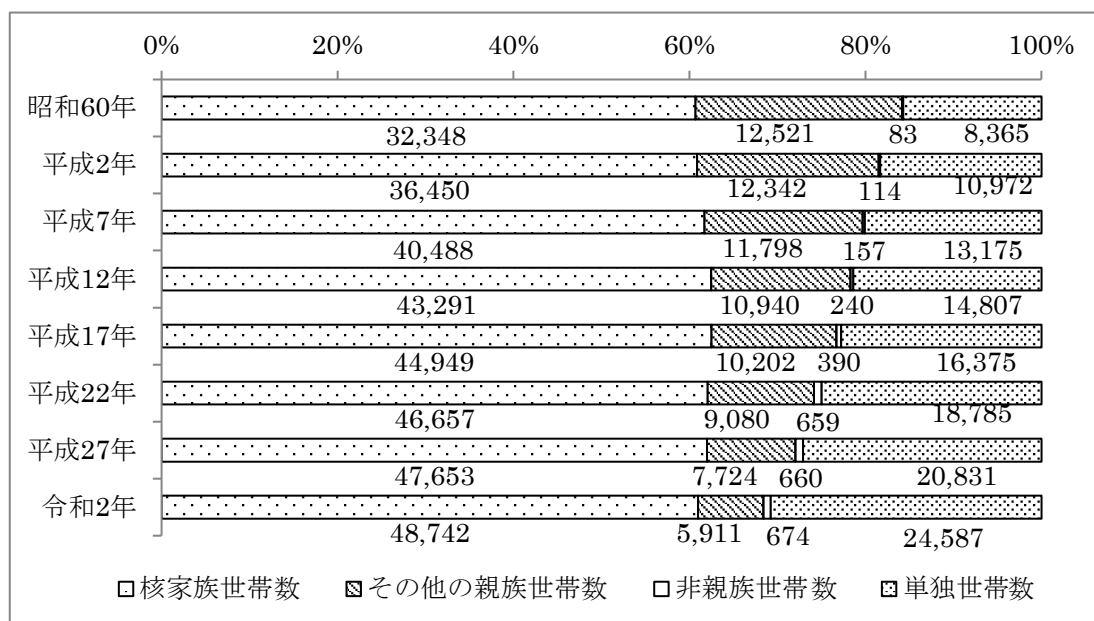 0% 20% 40% 60% 80% 100%
昭和60年
32,348 12,521 83 8,365
平成2年
36,450 12,342 114 10,972
平成7年
40,488 11,798 157 13,175
平成12年
43,291 10,940 240 14,807
平成17年
44,949 10,202 390 16,375
平成22年
46,657 9,080 659 18,785
平成27年
47,653 7,724 660 20,831
令和2年
48,742 5,911 674 24,587
核家族世帯数 その他の親族世帯数 非親族世帯数 単独世帯数